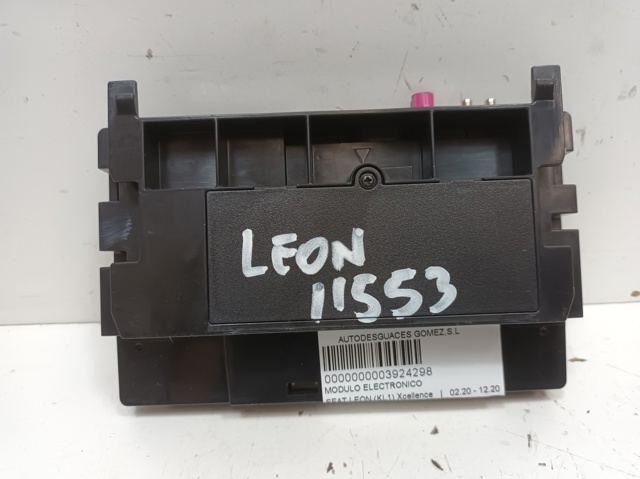 LEON
11553
AUTODESGUACES GOMEZ.S.L
0000000003924298
MODULO ELECTRONICO
SEAT LEON (KL1) Xcellence | 02.20 - 12.20